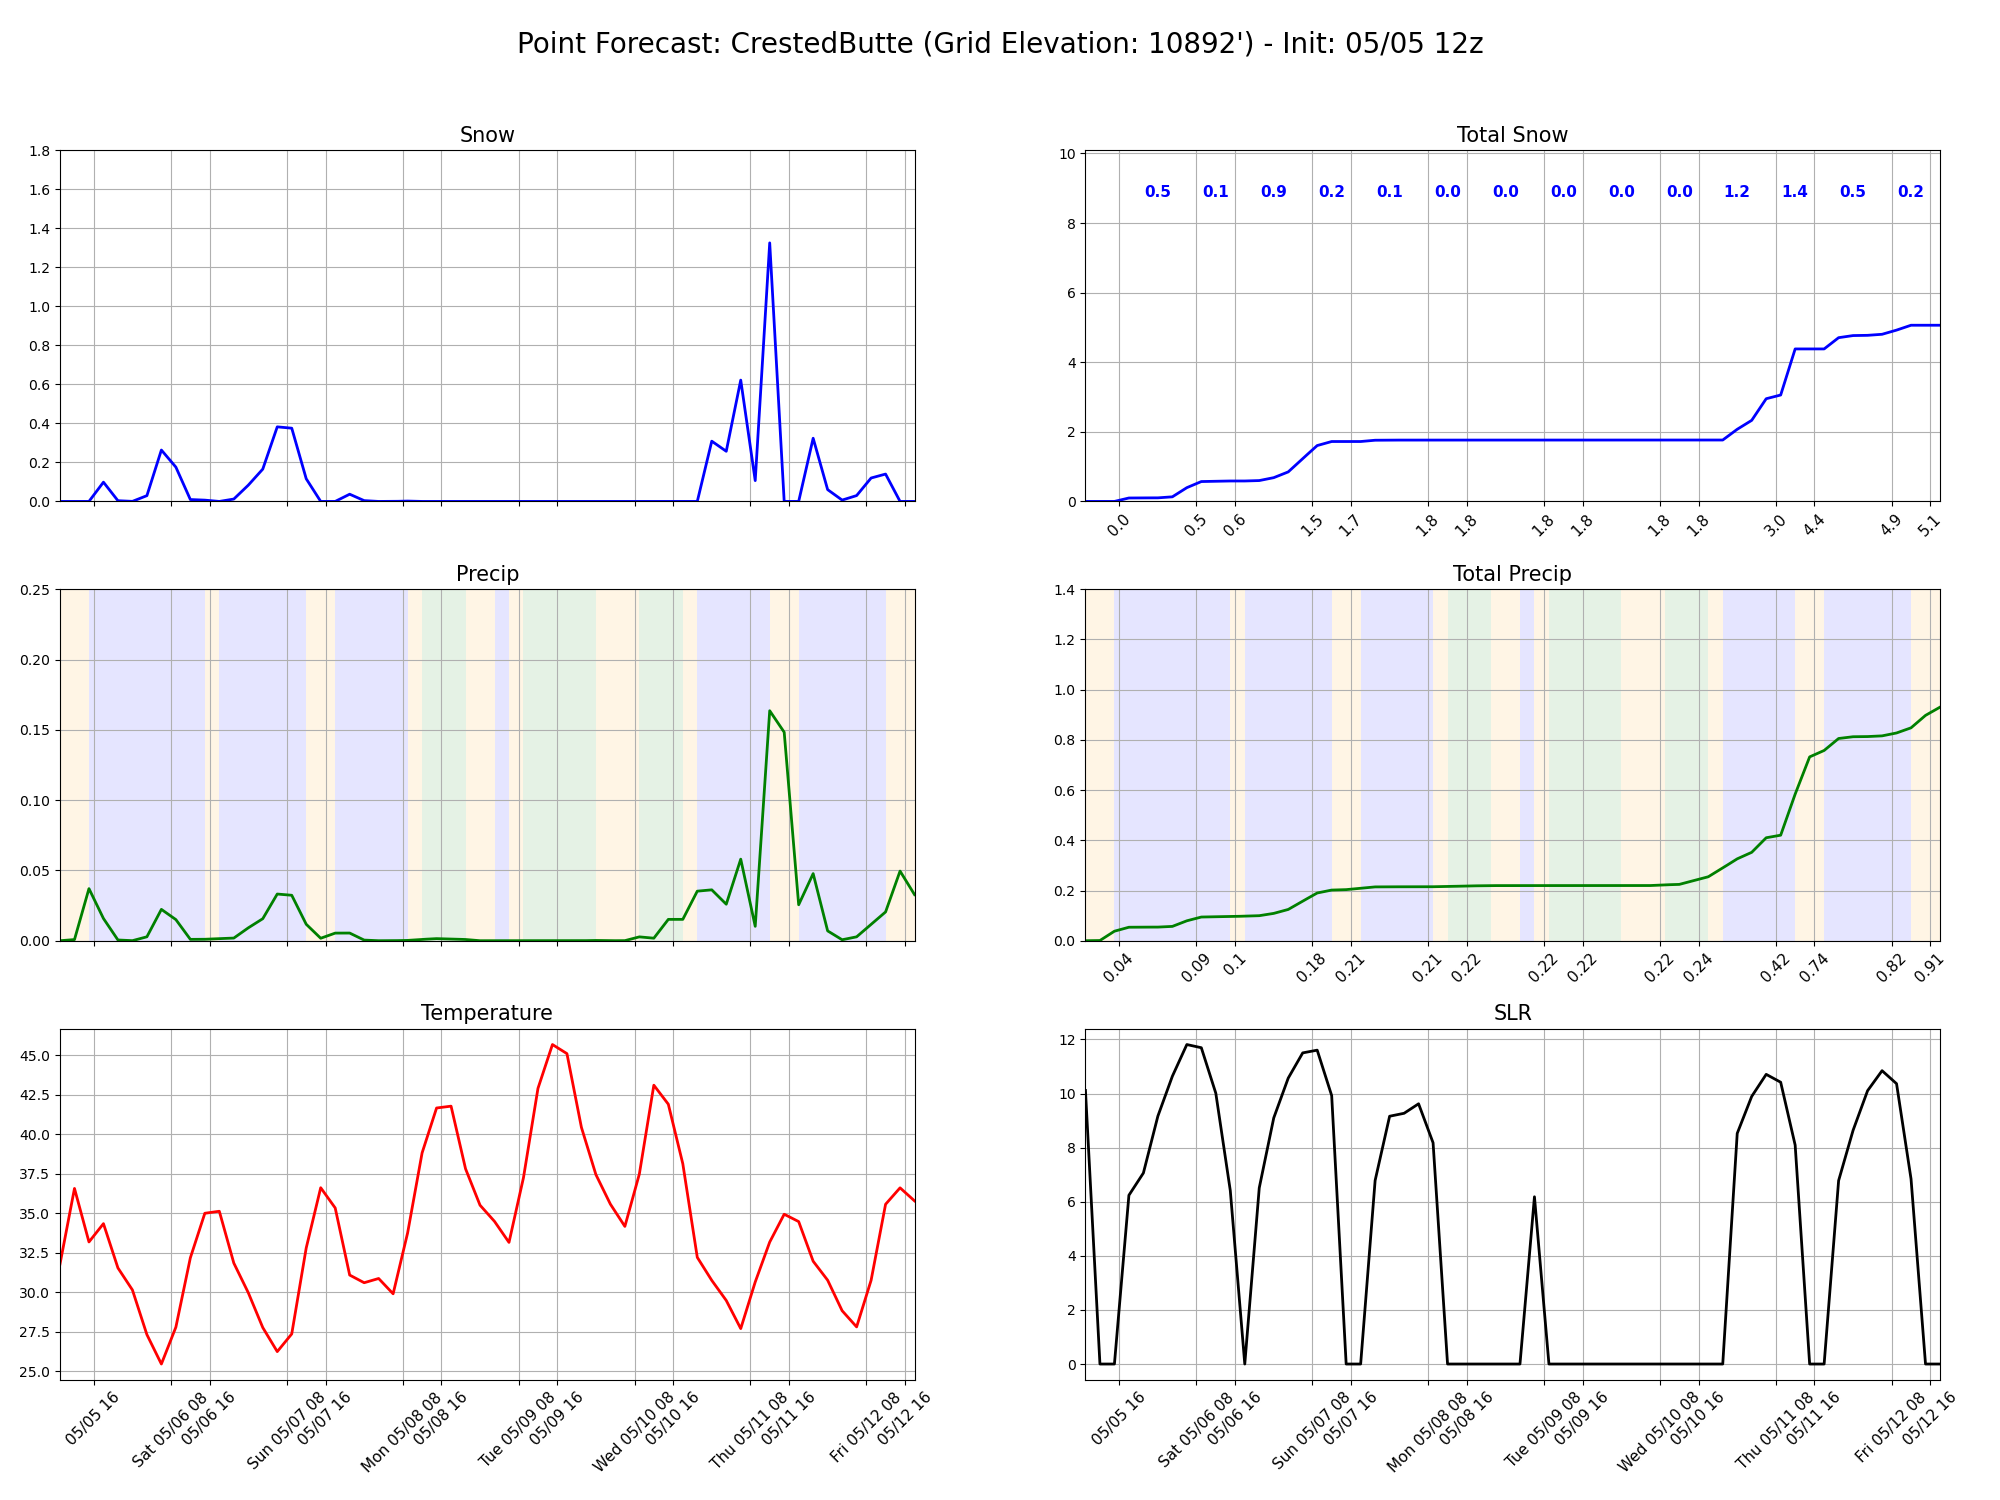 Point Forecast: CrestedButte (Grid Elevation: 10892') - Init: 05/05 12z
Snow
1.8
1.6
1.4
1.2
1.0
0.8
0.6
0.4
0.2
0.0
Total Snow
10
8
6
4
2
0
0.5 0.1 0.9 0.2 0.1 0.0 0.0 0.0 0.0 0.0 1.2 1.4 0.5 0.2
0.0 0.5 0.6 1.5 1.7 1.8 1.8 1.8 1.8 1.8 1.8 3.0 4.4 4.9 5.1
Precip
0.25
0.20
0.15
0.10
0.05
0.00
Total Precip
1.4
1.2
1.0
0.8
0.6
0.4
0.2
0.0
0.04 0.09 0.1 0.18 0.21 0.21 0.22 0.22 0.22 0.22 0.24 0.42 0.74 0.82 0.91
Temperature
45.0
42.5
40.0
37.5
35.0
32.5
30.0
27.5
25.0
05/05 16
Sat 05/06 08
05/06 16
Sun 05/07 08
05/07 16
Mon 05/08 08
05/08 16
Tue 05/09 08
05/09 16
Wed 05/10 08
05/10 16
Thu 05/11 08
05/11 16
Fri 05/12 08
05/12 16
SLR
12
10
8
6
4
2
0
05/05 16
Sat 05/06 08
05/06 16
Sun 05/07 08
05/07 16
Mon 05/08 08
05/08 16
Tue 05/09 08
05/09 16
Wed 05/10 08
05/10 16
Thu 05/11 08
05/11 16
Fri 05/12 08
05/12 16